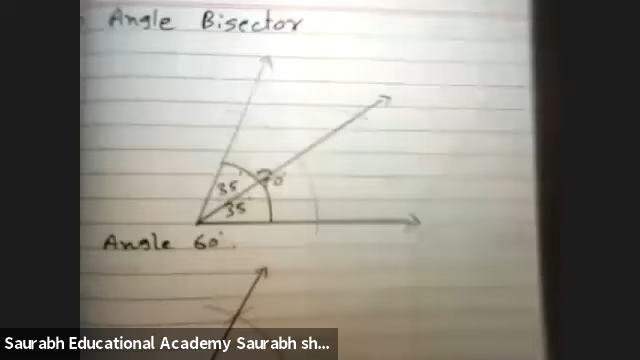 Angle Bisector
70°
35°
35°
Angle 60°.
Saurabh Educational Academy Saurabh sh...